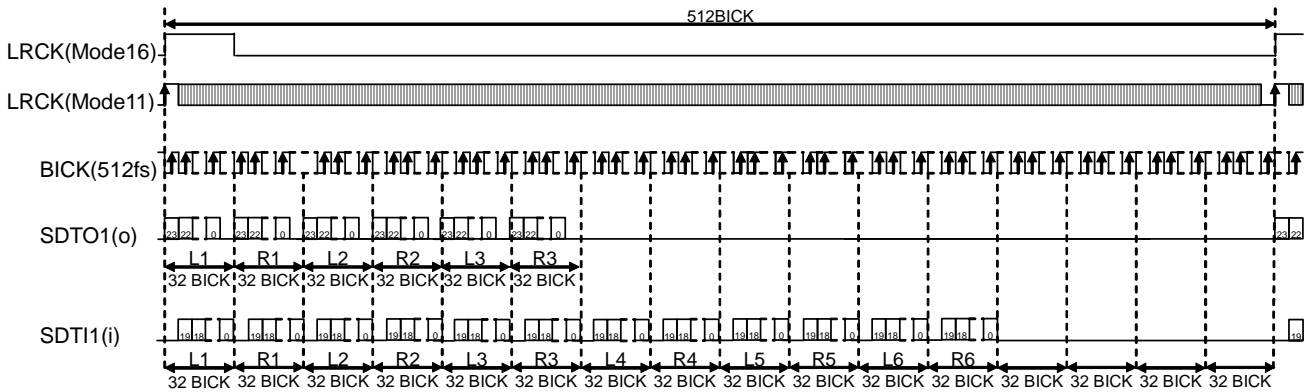 512BICK
LRCK(Mode16)
LRCK(Mode11)
BICK(512fs)
SDTO1(o)
23 22 0 23 22 0 23 22 0 23 22 0 23 22 0 23 22 0 23 22
L1 R1 L2 R2 L3 R3
32 BICK 32 BICK 32 BICK 32 BICK 32 BICK 32 BICK
SDTI1(i)
19 18 0 19 18 0 19 18 0 19 18 0 19 18 0 19 18 0 19 18 0 19 18 0 19 18 0 19 18 0 19 18 0 19 18 0 19
L1 R1 L2 R2 L3 R3 L4 R4 L5 R5 L6 R6
32 BICK 32 BICK 32 BICK 32 BICK 32 BICK 32 BICK 32 BICK 32 BICK 32 BICK 32 BICK 32 BICK 32 BICK 32 BICK 32 BICK 32 BICK 32 BICK